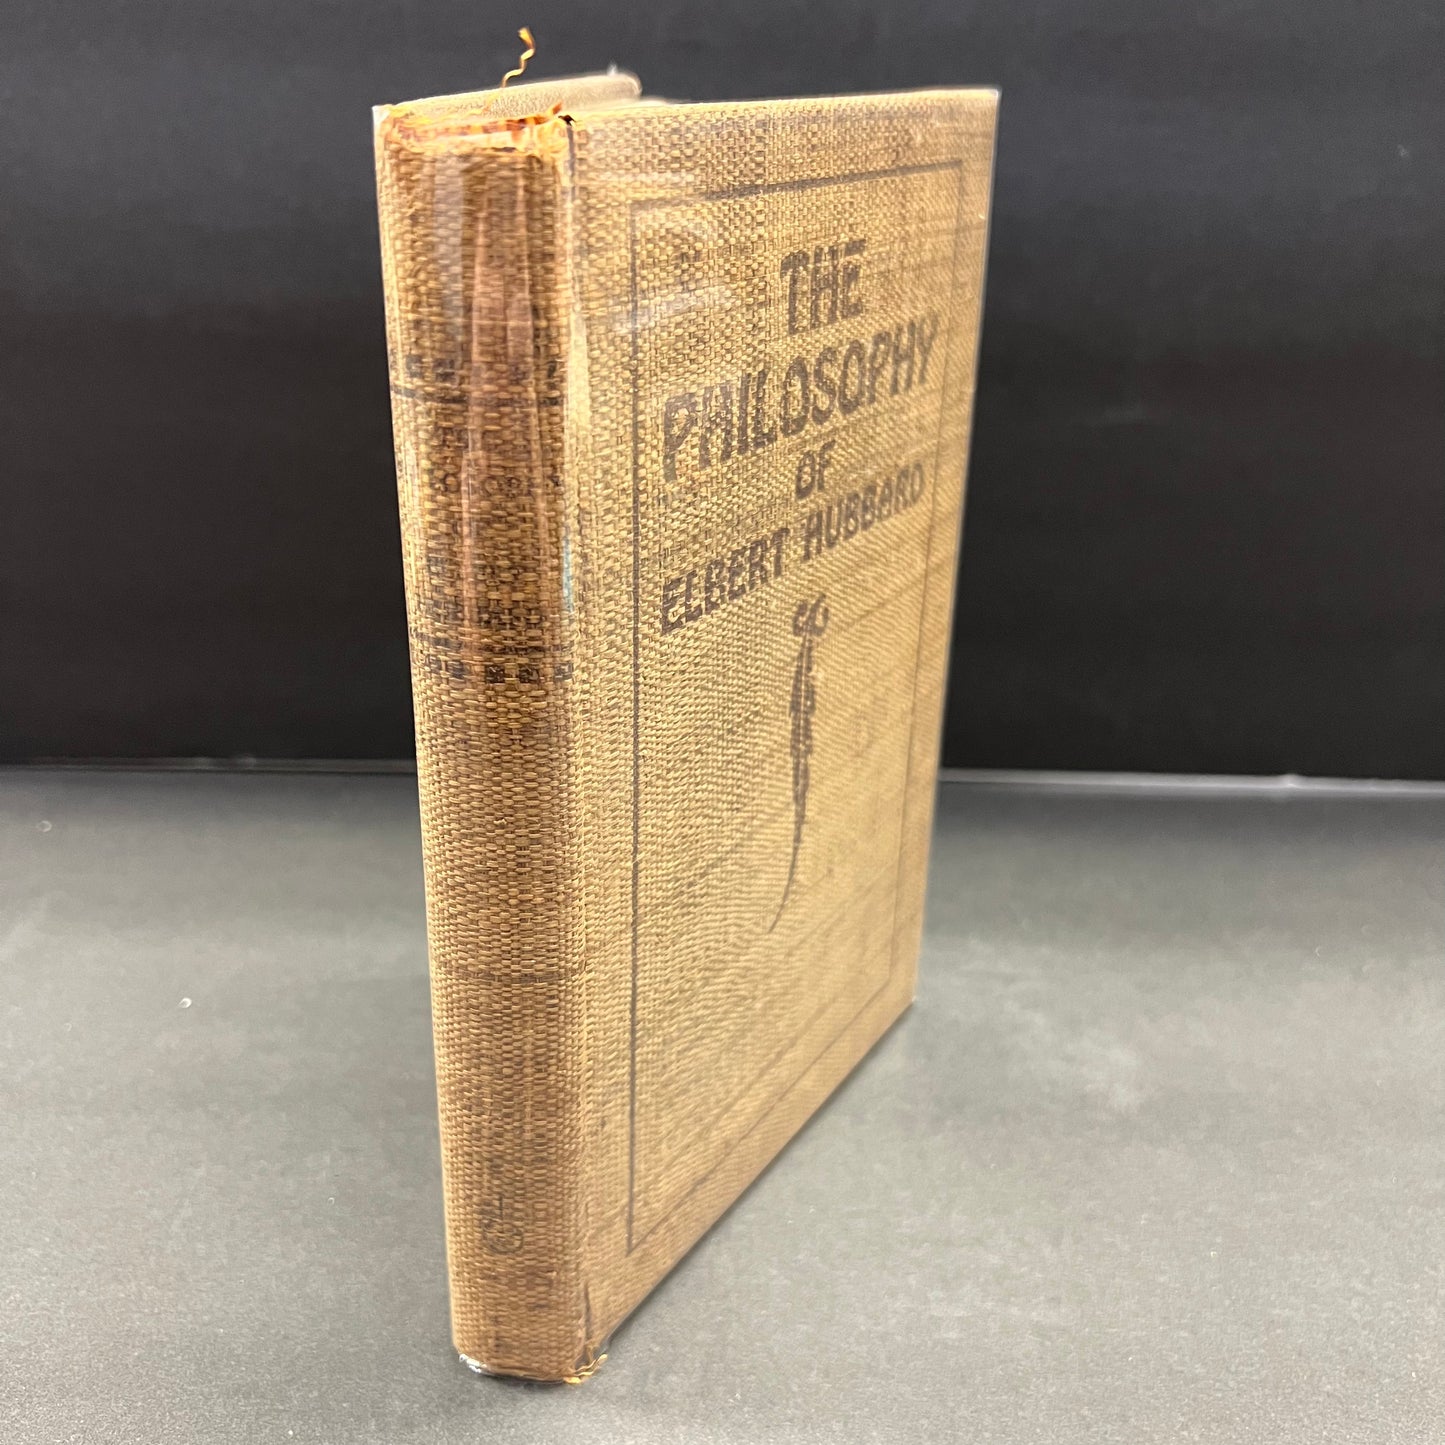 THE
PHILOSOPHY
OF
ELBERT HUBBARD